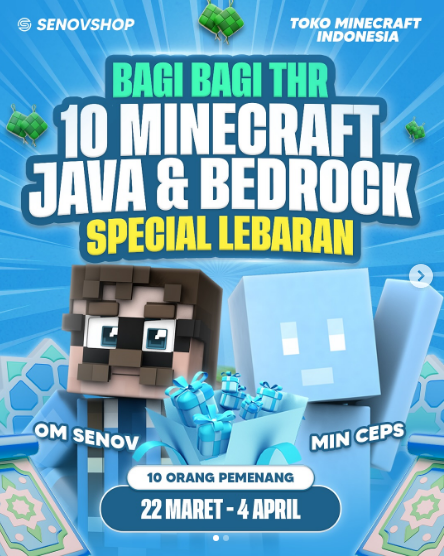 SENOVSHOP
TOKO MINECRAFT
INDONESIA
BAGI BAGI THR
10 MINECRAFT
JAVA & BEDROCK
SPECIAL LEBARAN
OM SENOV
MIN CEPS
10 ORANG PEMENANG
22 MARET - 4 APRIL